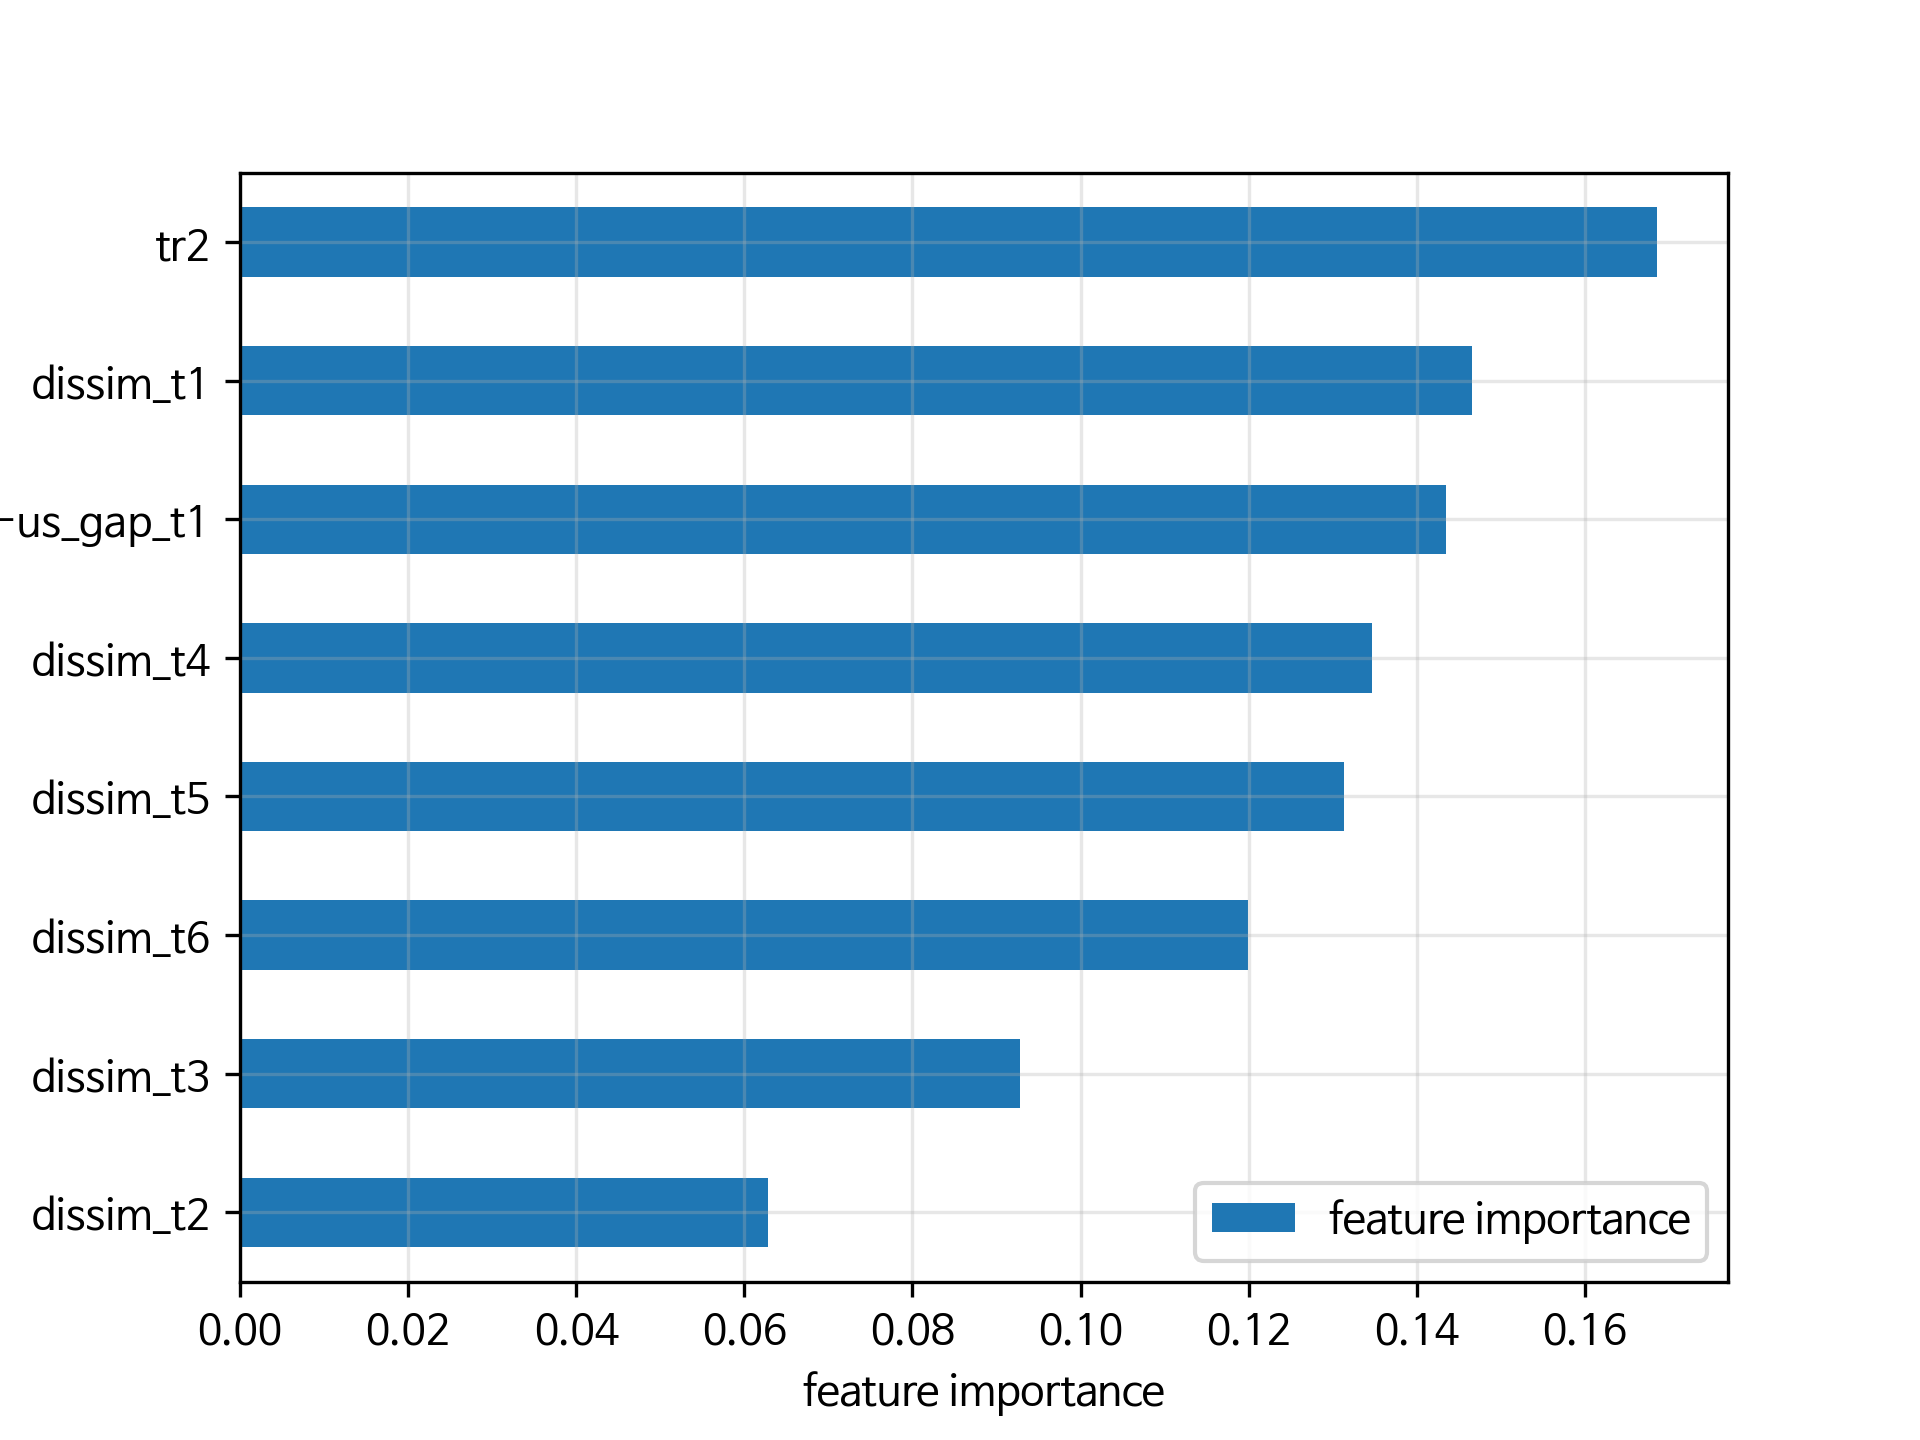 tr2
dissim_t1
-us_gap_t1
dissim_t4
dissim_t5
dissim_t6
dissim_t3
dissim_t2
feature importance
0.00 0.02 0.04 0.06 0.08 0.10 0.12 0.14 0.16
feature importance